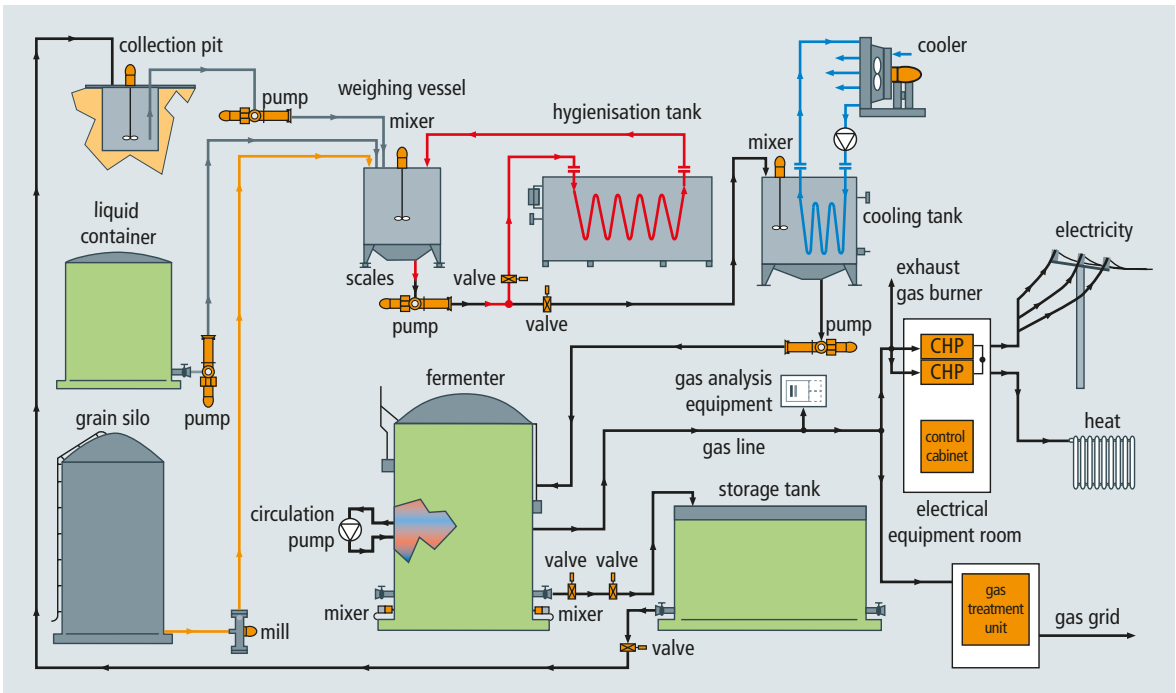 collection pit
pump
weighing vessel
mixer
hygienisation tank
mixer
cooler
cooling tank
liquid
container
scales
pump
valve
valve
pump
pump
electricity
exhaust
gas burner
CHP
CHP
control
cabinet
electrical
equipment room
heat
grain silo
fermenter
gas analysis
equipment
gas line
storage tank
circulation
pump
valve
valve
mixer
mixer
mill
valve
gas
treatment
unit
gas grid